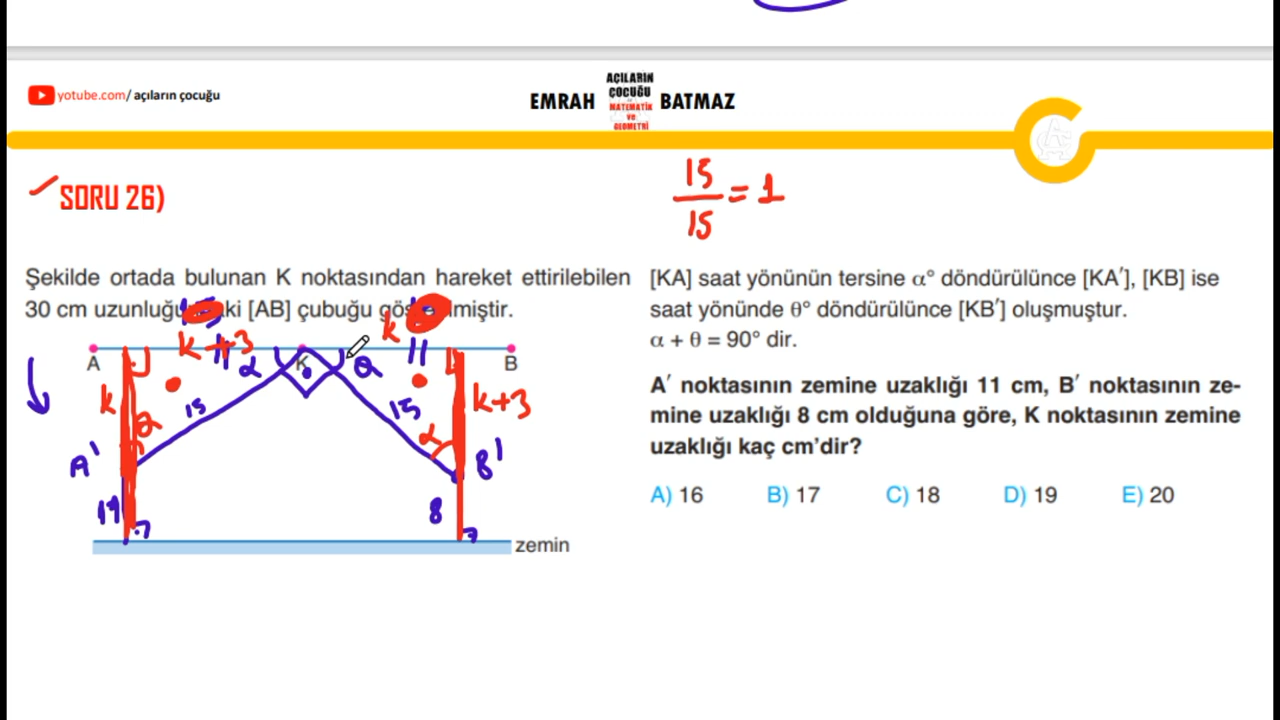 yotube.com/ açıların çocuğu
EMRAH
AÇILARIN
ÇOCUĞU
MATEMATİK
VE
GEOMETRİ
BATMAZ
SORU 26)
15
15
= 1
Şekilde ortada bulunan K noktasından hareket ettirilebilen
30 cm [AB] çubuğu
[KA] saat yönünün tersine α° döndürülünce [KA′], [KB] ise
saat yönünde θ° döndürülünce [KB′] oluşmuştur.
α + θ = 90° dir.
A′ noktasının zemine uzaklığı 11 cm, B′ noktasının ze-
mine uzaklığı 8 cm olduğuna göre, K noktasının zemine
uzaklığı kaç cm'dir?
A) 16 B) 17 C) 18 D) 19 E) 20
k+3
k
A
K
B
α
θ
k
15
15
k+3
θ
α
A'
B'
11
8
zemin